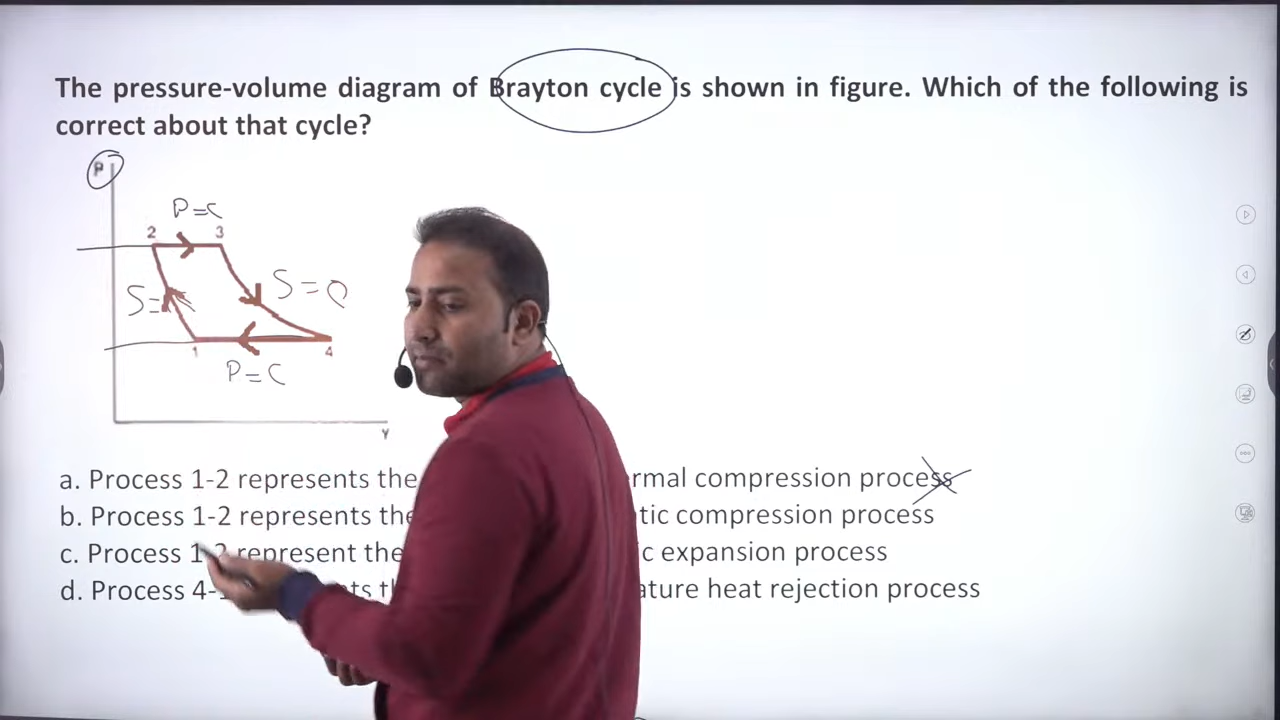 The pressure-volume diagram of Brayton cycle is shown in figure. Which of the following is
correct about that cycle?
P
P=C
2 3
S=
S=0
1 4
P=C
V
a. Process 1-2 represents the rmal compression process
b. Process 1-2 represents the tic compression process
c. Process 1-2 represent the c expansion process
d. Process 4- ature heat rejection process